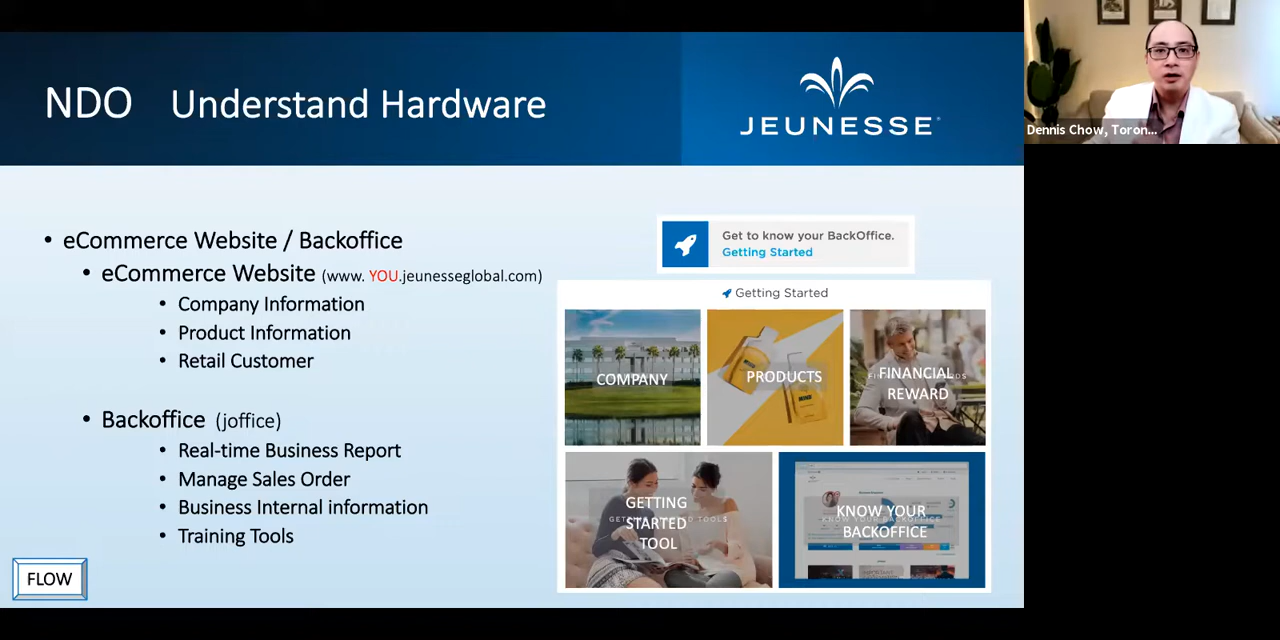 NDO Understand Hardware
JEUNESSE
Dennis Chow, Toron...
• eCommerce Website / Backoffice
• eCommerce Website (www. YOU.jeunesseglobal.com)
• Company Information
• Product Information
• Retail Customer
• Backoffice (joffice)
• Real-time Business Report
• Manage Sales Order
• Business Internal information
• Training Tools
FLOW
Get to know your BackOffice.
Getting Started
Getting Started
COMPANY
PRODUCTS
FINANCIAL
REWARD
GETTING
STARTED
TOOL
KNOW YOUR
BACKOFFICE